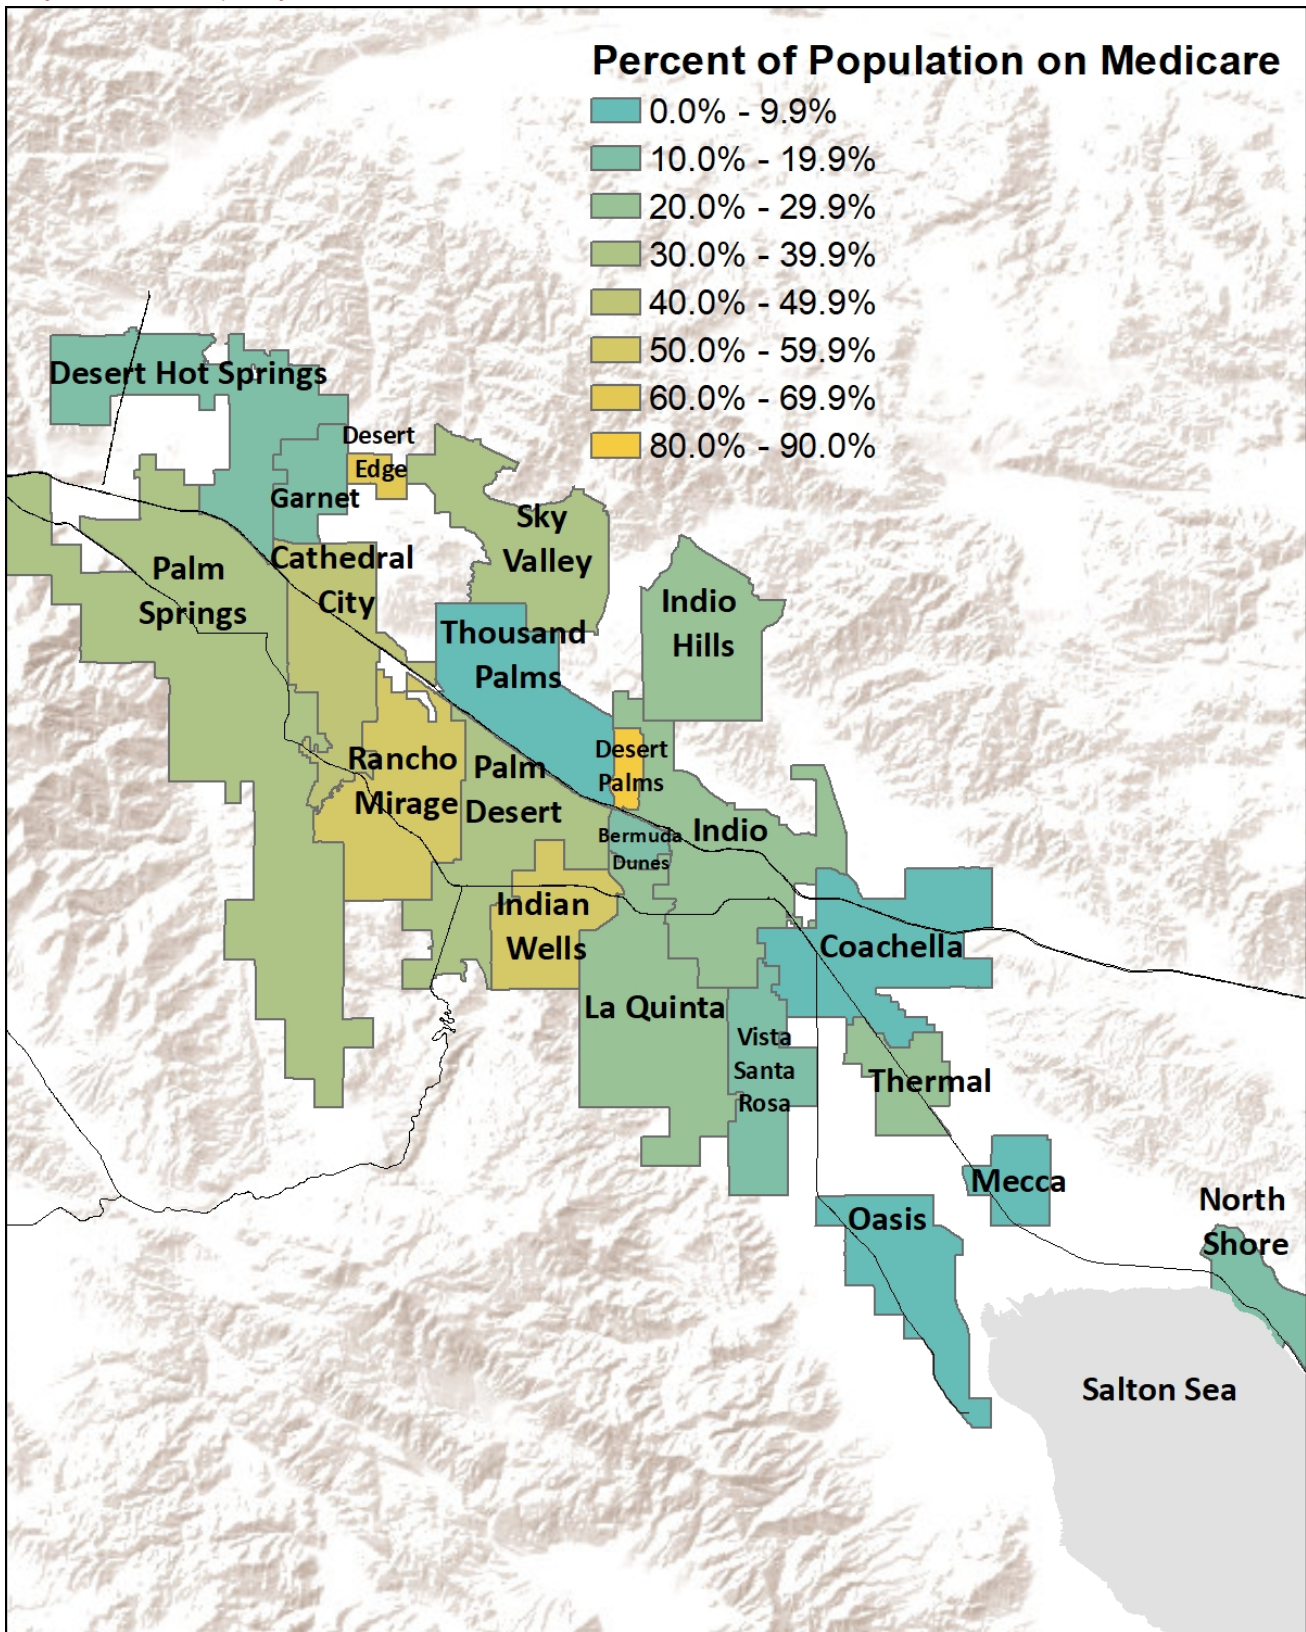 Percent of Population on Medicare
0.0% - 9.9%
10.0% - 19.9%
20.0% - 29.9%
30.0% - 39.9%
40.0% - 49.9%
50.0% - 59.9%
60.0% - 69.9%
80.0% - 90.0%
Desert Hot Springs
Desert
Edge
Garnet
Sky
Valley
Cathedral
City
Palm
Springs
Indio
Hills
Thousand
Palms
Rancho
Mirage
Palm
Desert
Desert
Palms
Bermuda
Dunes
Indio
Indian
Wells
Coachella
La Quinta
Vista
Santa
Rosa
Thermal
Mecca
Oasis
North
Shore
Salton Sea